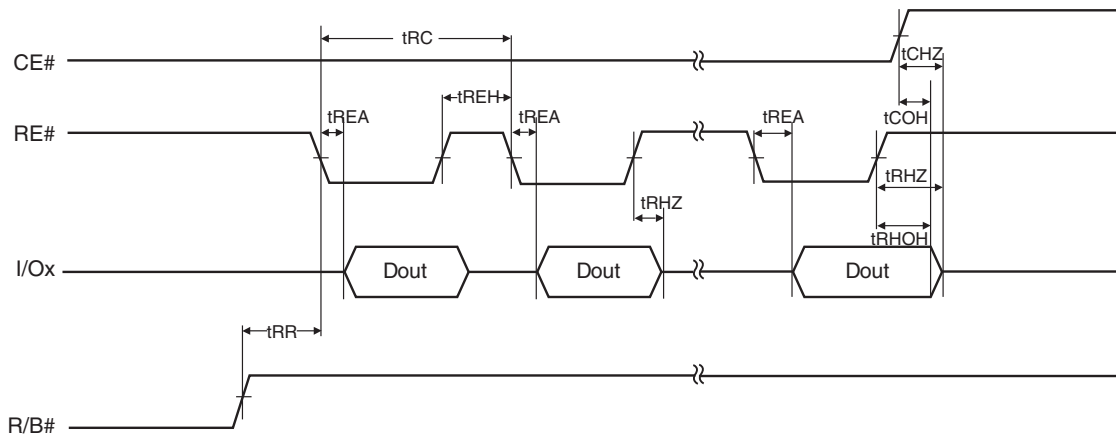 tRC
CE#
tCHZ
tREH
tREA
tREA
tREA
tCOH
RE#
tRHZ
tRHZ
tRHOH
I/Ox
Dout
Dout
Dout
tRR
R/B#